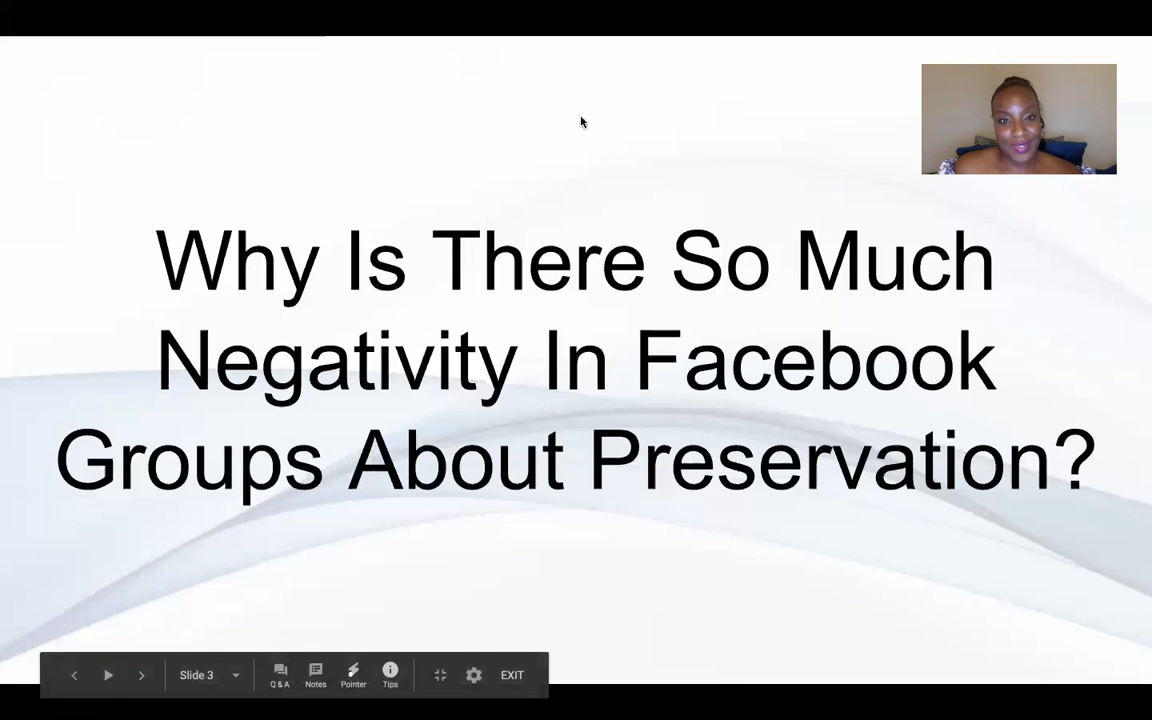 Why Is There So Much
Negativity In Facebook
Groups About Preservation?
Slide 3
Q & A
Notes
Pointer
Tips
EXIT